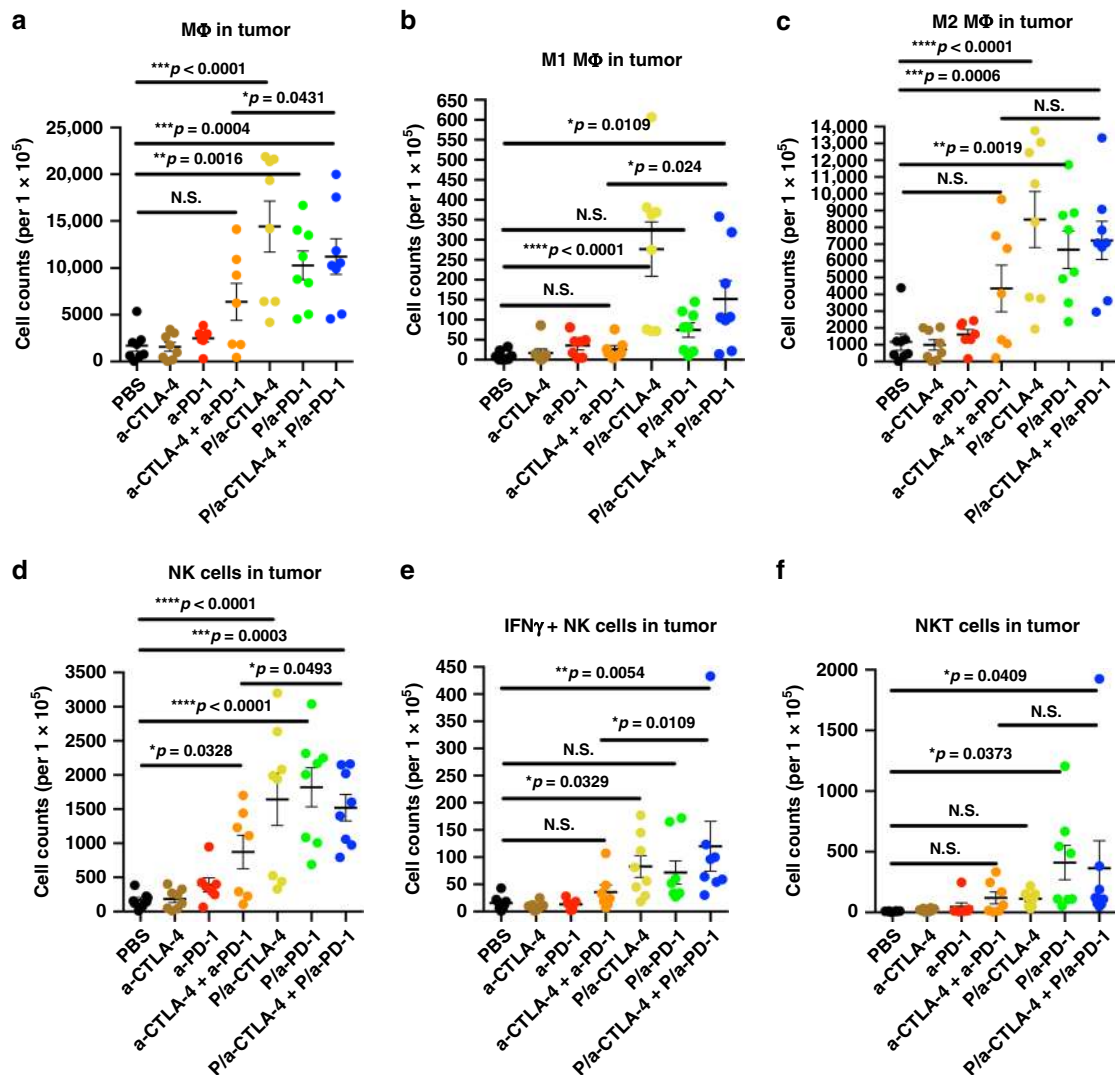 a
MΦ in tumor
***p < 0.0001
*p = 0.0431
***p = 0.0004
**p = 0.0016
N.S.
Cell counts (per 1 × 10⁵)
25,000
20,000
15,000
10,000
5000
0
PBS
a-CTLA-4
a-PD-1
a-CTLA-4 + a-PD-1
P/a-CTLA-4
P/a-PD-1
P/a-CTLA-4 + P/a-PD-1
b
M1 MΦ in tumor
*p = 0.0109
*p = 0.024
N.S.
****p < 0.0001
N.S.
Cell counts (per 1 × 10⁵)
650
600
550
500
450
400
350
300
250
200
150
100
50
0
PBS
a-CTLA-4
a-PD-1
a-CTLA-4 + a-PD-1
P/a-CTLA-4
P/a-PD-1
P/a-CTLA-4 + P/a-PD-1
c
M2 MΦ in tumor
****p < 0.0001
***p = 0.0006
N.S.
**p = 0.0019
N.S.
Cell counts (per 1 × 10⁵)
14,000
13,000
12,000
11,000
10,000
9000
8000
7000
6000
5000
4000
3000
2000
1000
0
PBS
a-CTLA-4
a-PD-1
a-CTLA-4 + a-PD-1
P/a-CTLA-4
P/a-PD-1
P/a-CTLA-4 + P/a-PD-1
d
NK cells in tumor
****p < 0.0001
***p = 0.0003
*p = 0.0493
****p < 0.0001
*p = 0.0328
Cell counts (per 1 × 10⁵)
3500
3000
2500
2000
1500
1000
500
0
PBS
a-CTLA-4
a-PD-1
a-CTLA-4 + a-PD-1
P/a-CTLA-4
P/a-PD-1
P/a-CTLA-4 + P/a-PD-1
e
IFNγ + NK cells in tumor
**p = 0.0054
*p = 0.0109
N.S.
*p = 0.0329
N.S.
Cell counts (per 1 × 10⁵)
450
400
350
300
250
200
150
100
50
0
PBS
a-CTLA-4
a-PD-1
a-CTLA-4 + a-PD-1
P/a-CTLA-4
P/a-PD-1
P/a-CTLA-4 + P/a-PD-1
f
NKT cells in tumor
*p = 0.0409
N.S.
*p = 0.0373
N.S.
N.S.
Cell counts (per 1 × 10⁵)
2000
1500
1000
500
0
PBS
a-CTLA-4
a-PD-1
a-CTLA-4 + a-PD-1
P/a-CTLA-4
P/a-PD-1
P/a-CTLA-4 + P/a-PD-1